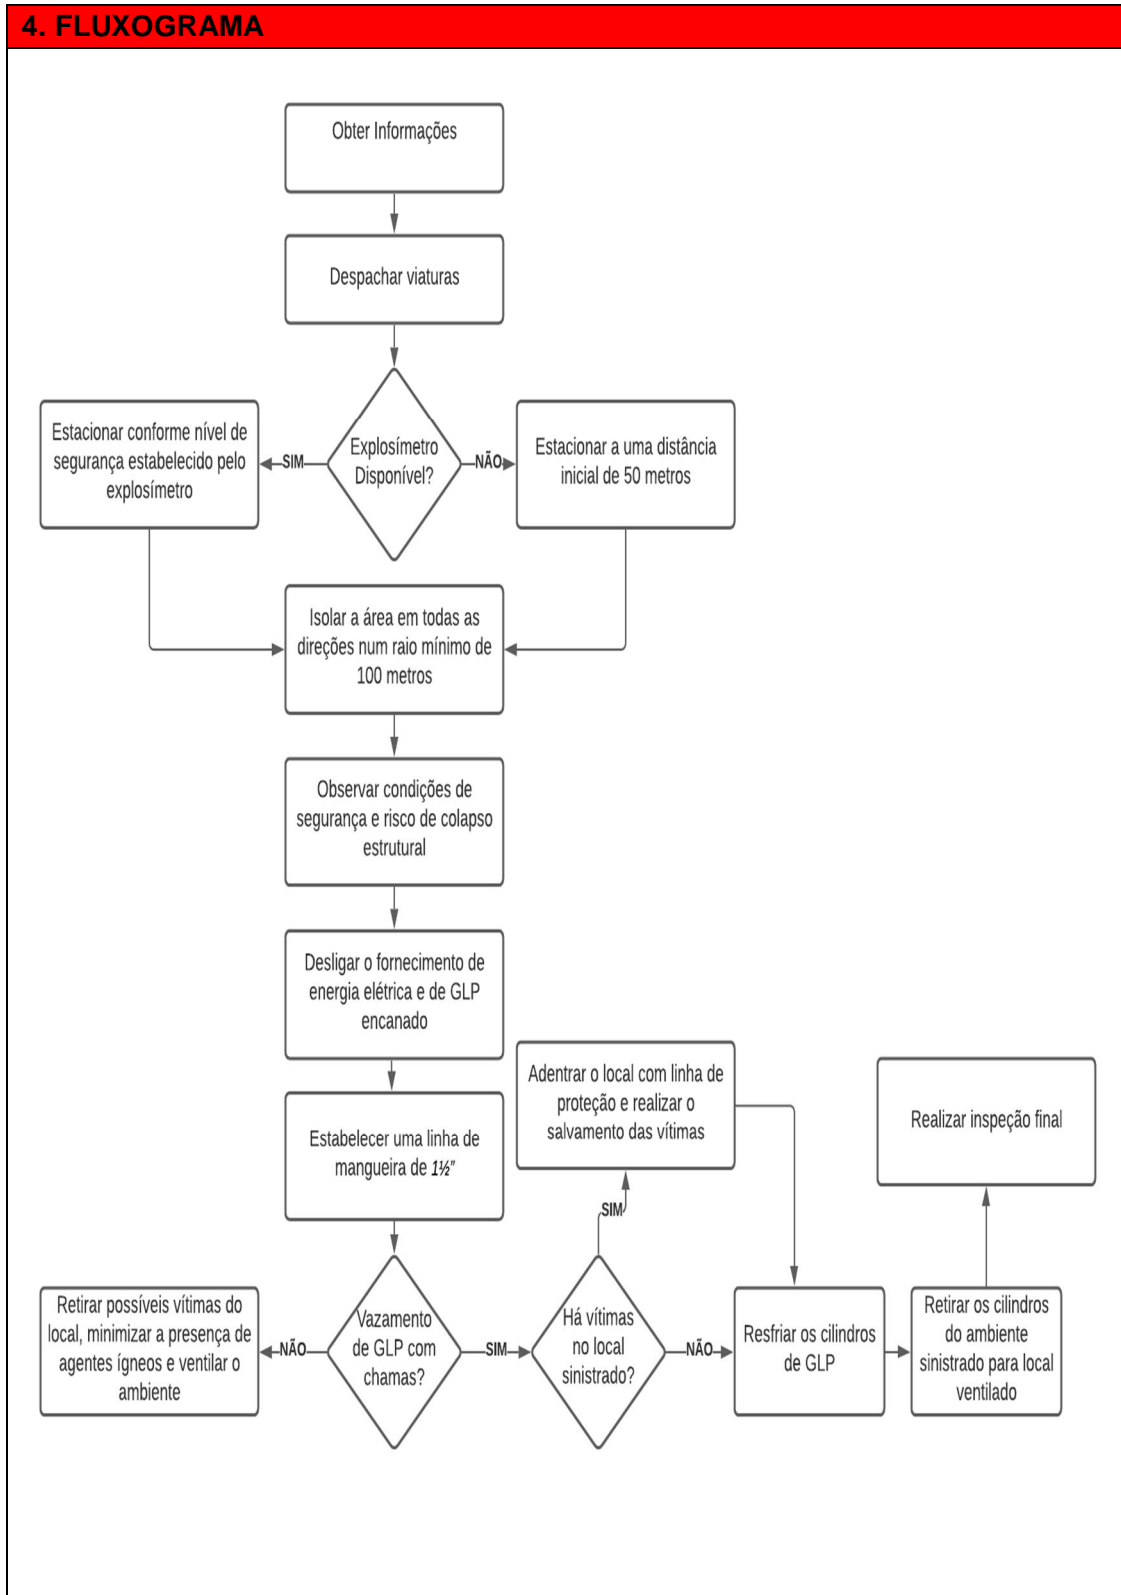 4. FLUXOGRAMA
Obter Informações
Despachar viaturas
Explosímetro
Disponível?
SIM
NÃO
Estacionar conforme nível de
segurança estabelecido pelo
explosímetro
Estacionar a uma distância
inicial de 50 metros
Isolar a área em todas as
direções num raio mínimo de
100 metros
Observar condições de
segurança e risco de colapso
estrutural
Desligar o fornecimento de
energia elétrica e de GLP
encanado
Estabelecer uma linha de
mangueira de 1½"
Vazamento
de GLP com
chamas?
NÃO
Retirar possíveis vítimas do
local, minimizar a presença de
agentes ígneos e ventilar o
ambiente
SIM
Há vítimas
no local
sinistrado?
SIM
Adentrar o local com linha de
proteção e realizar o
salvamento das vítimas
NÃO
Resfriar os cilindros
de GLP
Retirar os cilindros
do ambiente
sinistrado para local
ventilado
Realizar inspeção final